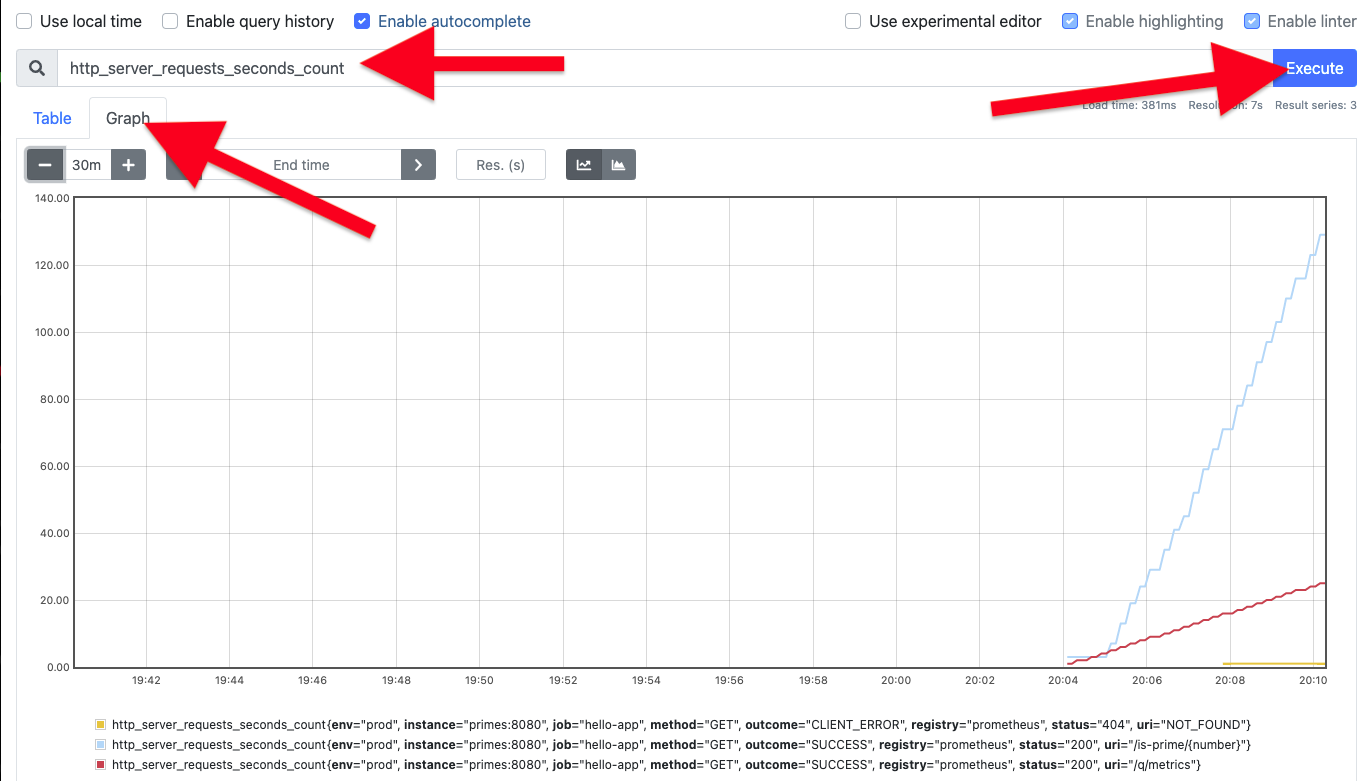 Use local time Enable query history Enable autocomplete Use experimental editor Enable highlighting Enable linter
http_server_requests_seconds_count Execute
Load time: 381ms Resolution: 7s Result series: 3
Table Graph
30m End time Res. (s)
140.00
120.00
100.00
80.00
60.00
40.00
20.00
0.00
19:42 19:44 19:46 19:48 19:50 19:52 19:54 19:56 19:58 20:00 20:02 20:04 20:06 20:08 20:10
http_server_requests_seconds_count{env="prod", instance="primes:8080", job="hello-app", method="GET", outcome="CLIENT_ERROR", registry="prometheus", status="404", uri="NOT_FOUND"}
http_server_requests_seconds_count{env="prod", instance="primes:8080", job="hello-app", method="GET", outcome="SUCCESS", registry="prometheus", status="200", uri="/is-prime/{number}"}
http_server_requests_seconds_count{env="prod", instance="primes:8080", job="hello-app", method="GET", outcome="SUCCESS", registry="prometheus", status="200", uri="/q/metrics"}